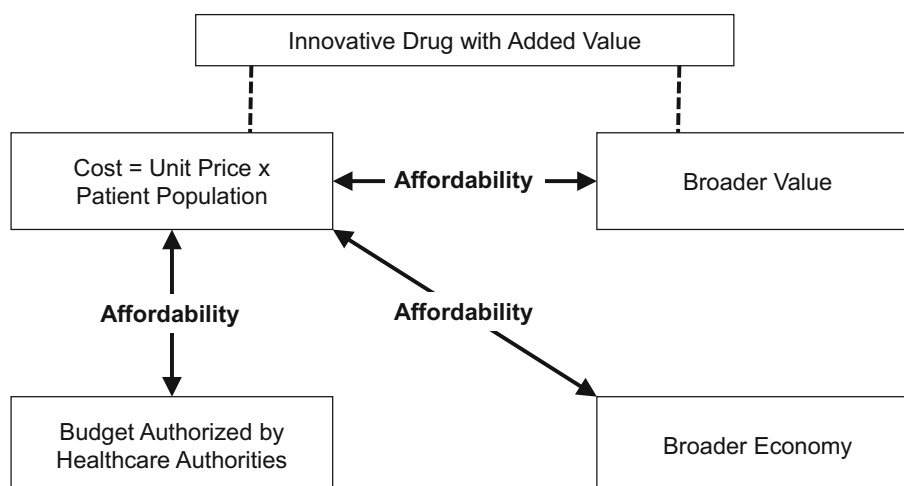 Innovative Drug with Added Value
Cost = Unit Price x
Patient Population
Affordability
Broader Value
Affordability
Affordability
Budget Authorized by
Healthcare Authorities
Broader Economy